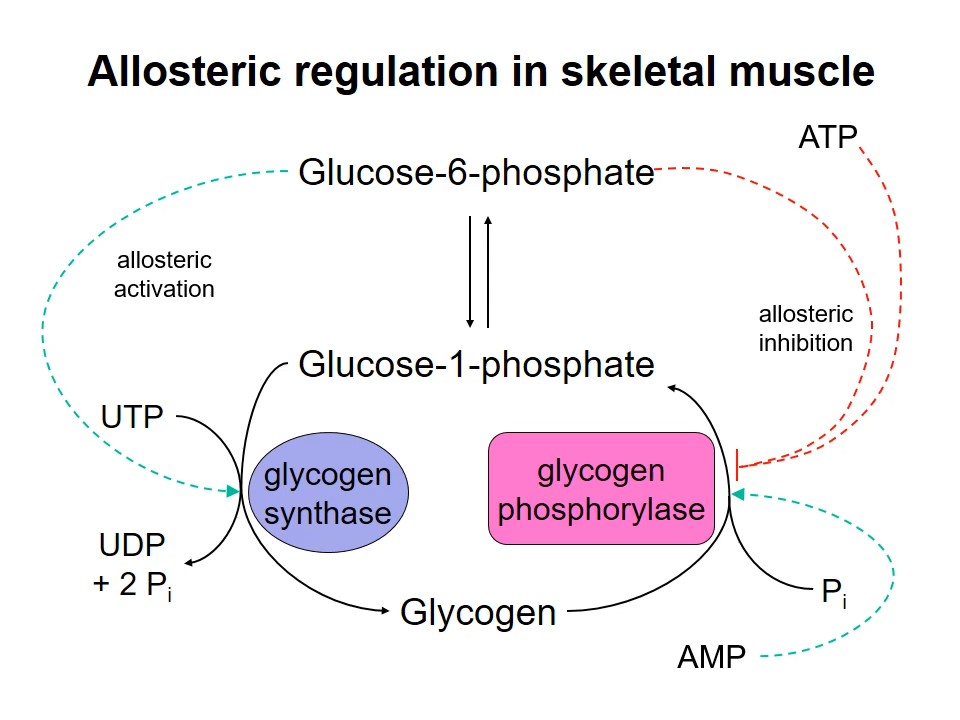 Allosteric regulation in skeletal muscle
ATP
Glucose-6-phosphate
allosteric
activation
allosteric
inhibition
Glucose-1-phosphate
UTP
glycogen
synthase
glycogen
phosphorylase
UDP
+ 2 Pi
Glycogen
Pi
AMP